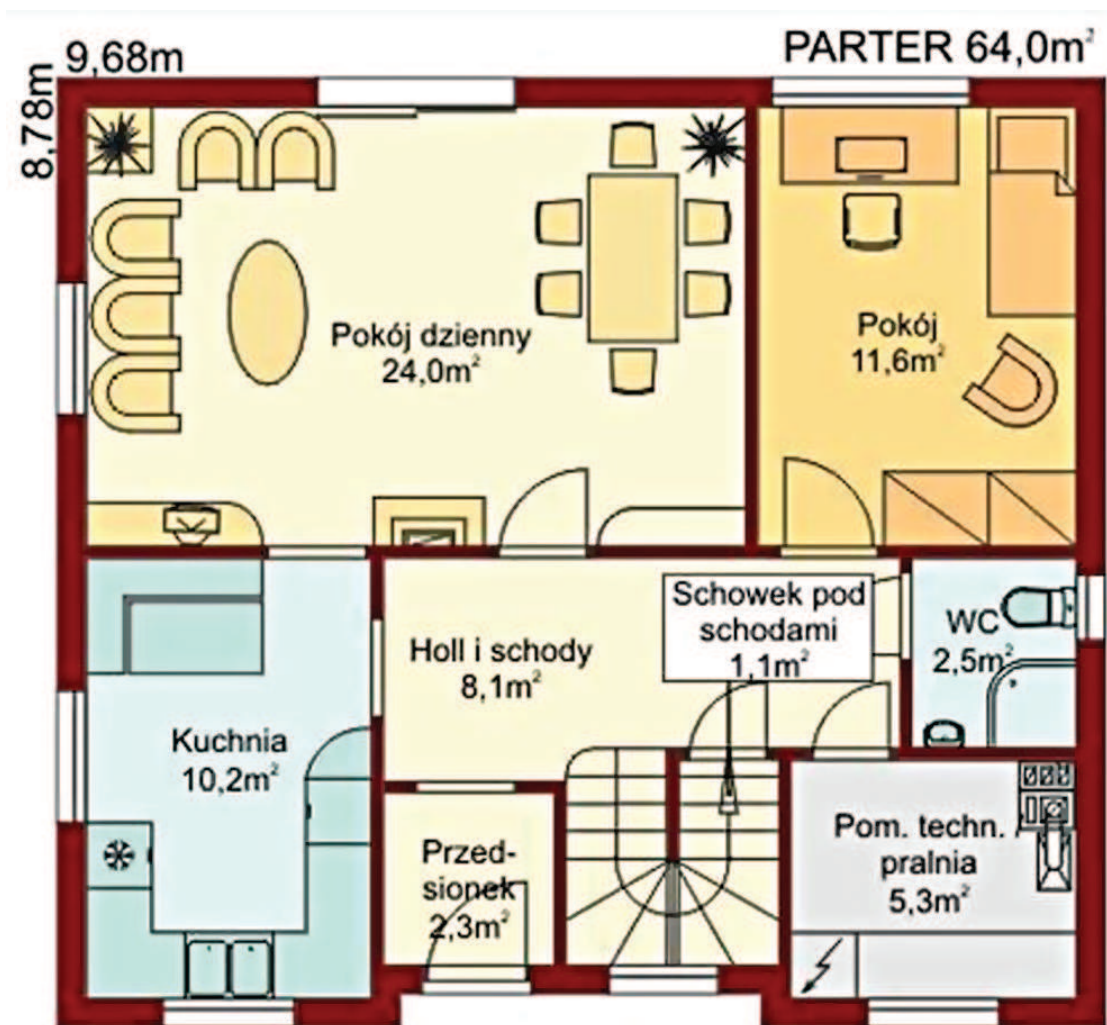 9,68m
PARTER 64,0m²
8,78m
Pokój dzienny
24,0m²
Pokój
11,6m²
Schowek pod
schodami
1,1m²
WC
2,5m²
Holl i schody
8,1m²
Kuchnia
10,2m²
Przed-
sionek
2,3m²
Pom. techn. /
pralnia
5,3m²